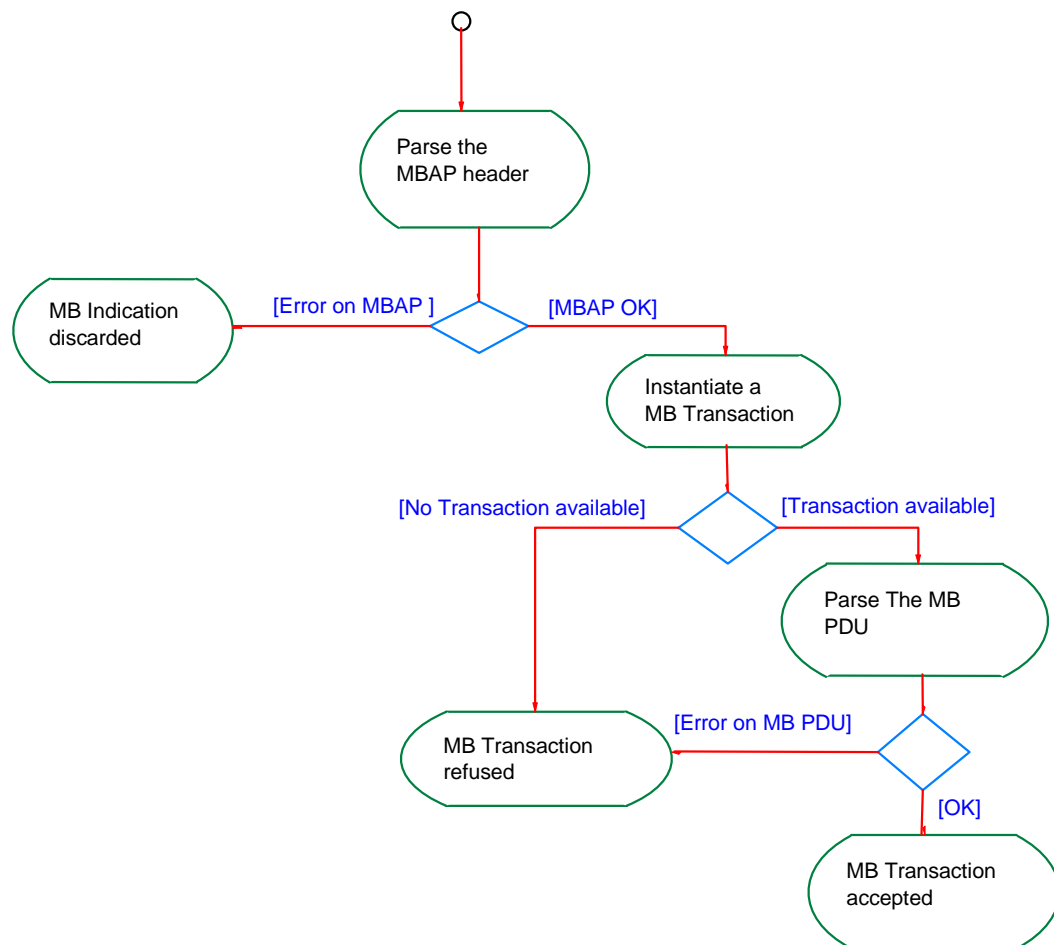 Parse the
MBAP header
[Error on MBAP ]
[MBAP OK]
MB Indication
discarded
Instantiate a
MB Transaction
[No Transaction available]
[Transaction available]
Parse The MB
PDU
[Error on MB PDU]
MB Transaction
refused
[OK]
MB Transaction
accepted